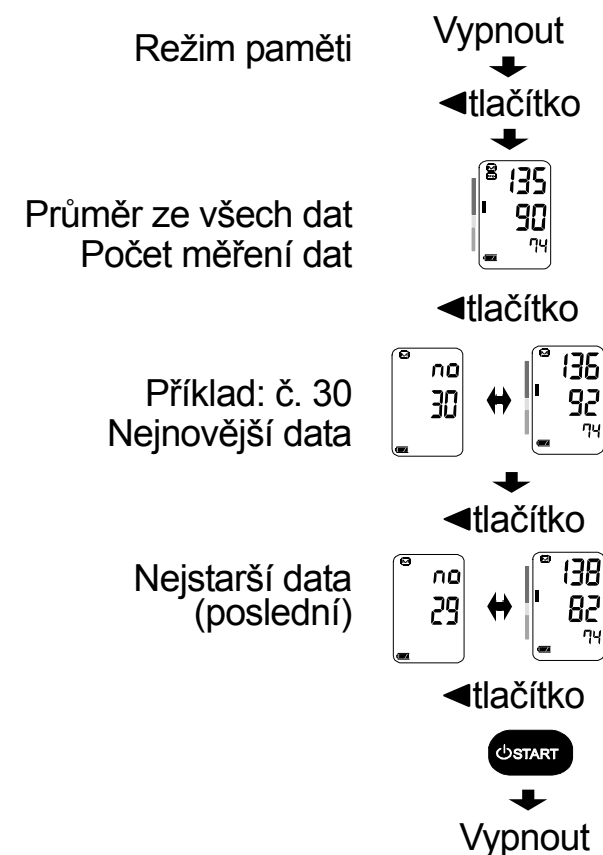 Režim paměti
Vypnout
◄tlačítko
Průměr ze všech dat
Počet měření dat
135
90
74
◄tlačítko
Příklad: č. 30
Nejnovější data
no
30
136
92
74
◄tlačítko
Nejstarší data
(poslední)
no
29
138
82
74
◄tlačítko
START
Vypnout